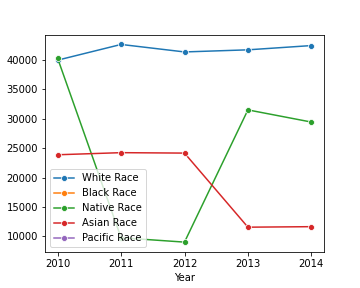 40000
35000
30000
25000
20000
15000
10000
White Race
Black Race
Native Race
Asian Race
Pacific Race
2010 2011 2012 2013 2014
Year